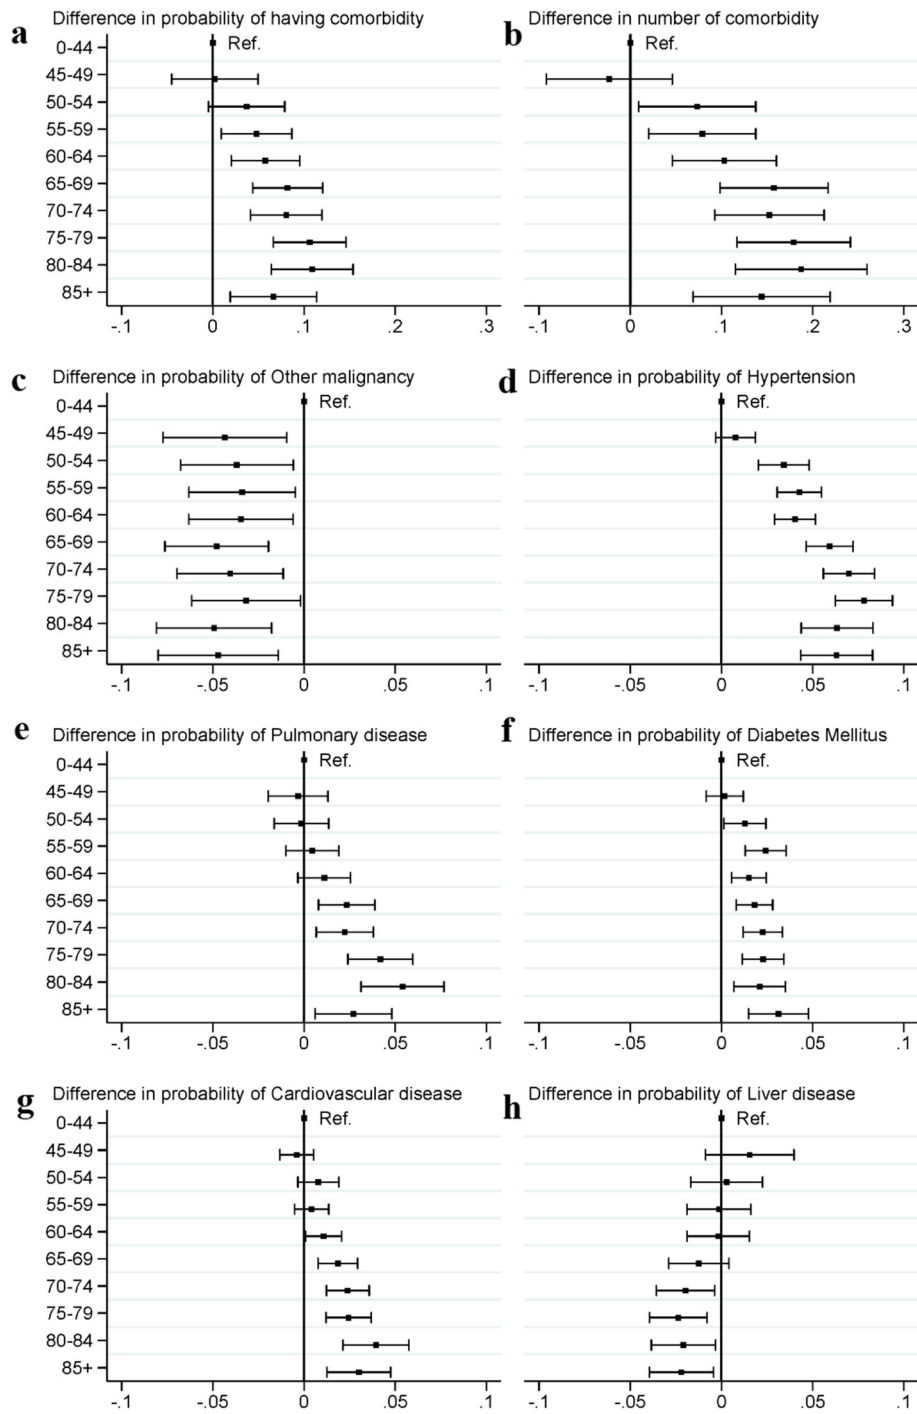 a Difference in probability of having comorbidity
0-44 Ref.
45-49
50-54
55-59
60-64
65-69
70-74
75-79
80-84
85+
-.1 0 .1 .2 .3
b Difference in number of comorbidity
Ref.
-.1 0 .1 .2 .3
c Difference in probability of Other malignancy
0-44 Ref.
45-49
50-54
55-59
60-64
65-69
70-74
75-79
80-84
85+
-.1 -.05 0 .05 .1
d Difference in probability of Hypertension
Ref.
-.1 -.05 0 .05 .1
e Difference in probability of Pulmonary disease
0-44 Ref.
45-49
50-54
55-59
60-64
65-69
70-74
75-79
80-84
85+
-.1 -.05 0 .05 .1
f Difference in probability of Diabetes Mellitus
Ref.
-.1 -.05 0 .05 .1
g Difference in probability of Cardiovascular disease
0-44 Ref.
45-49
50-54
55-59
60-64
65-69
70-74
75-79
80-84
85+
-.1 -.05 0 .05 .1
h Difference in probability of Liver disease
Ref.
-.1 -.05 0 .05 .1